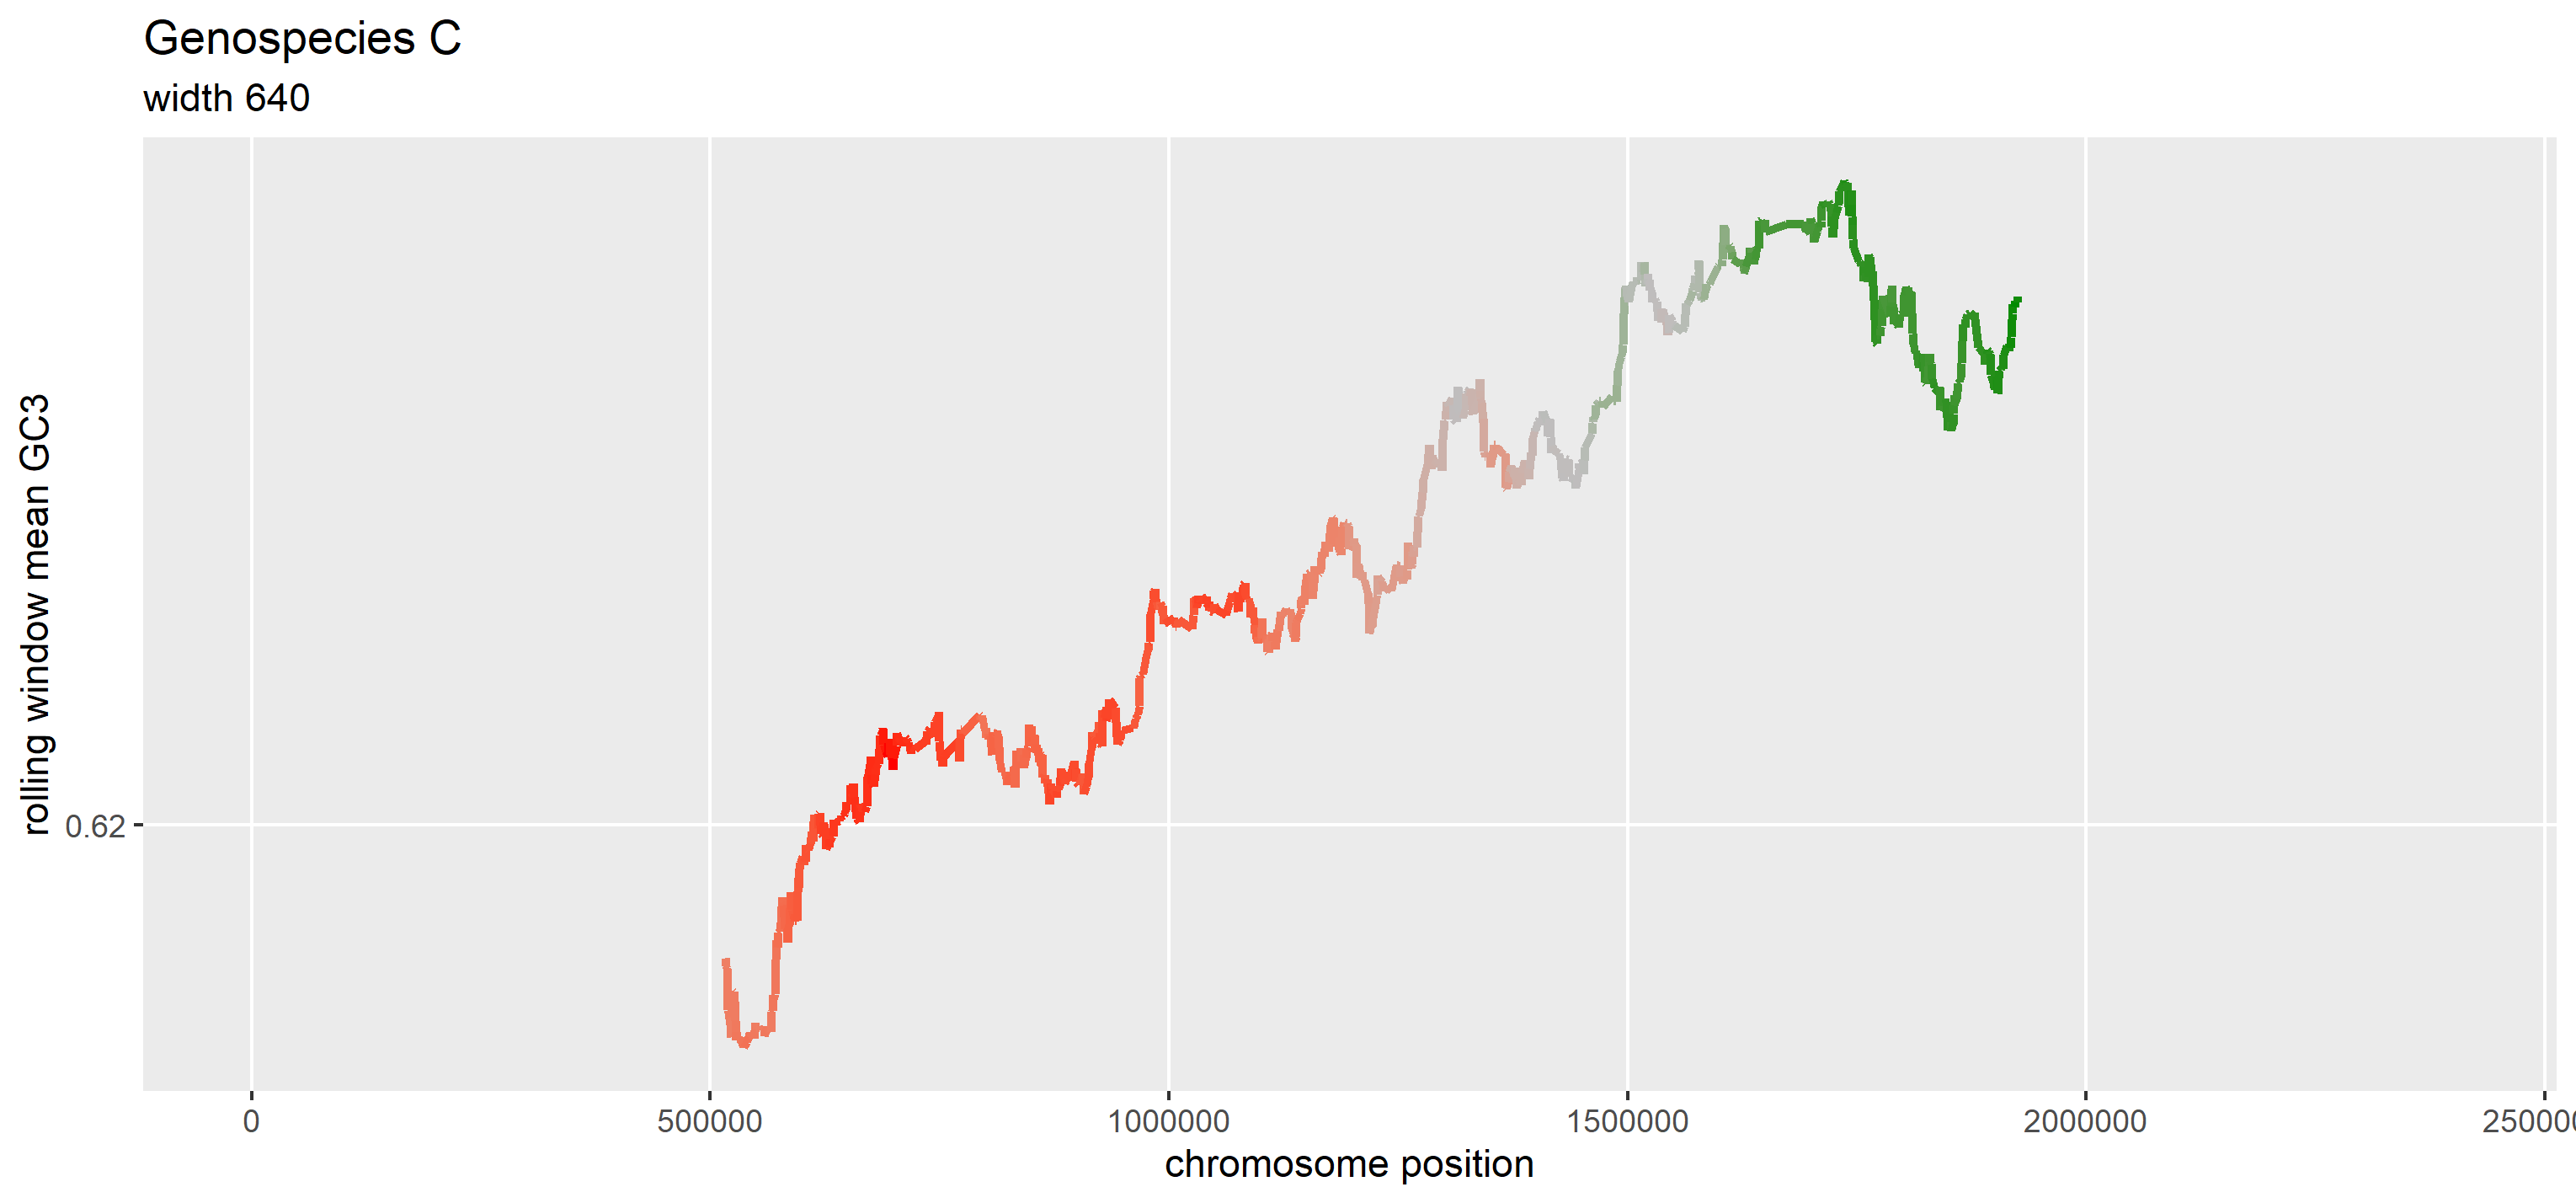 Genospecies C
width 640
rolling window mean GC3
0.62
0
500000
1000000
1500000
2000000
chromosome position